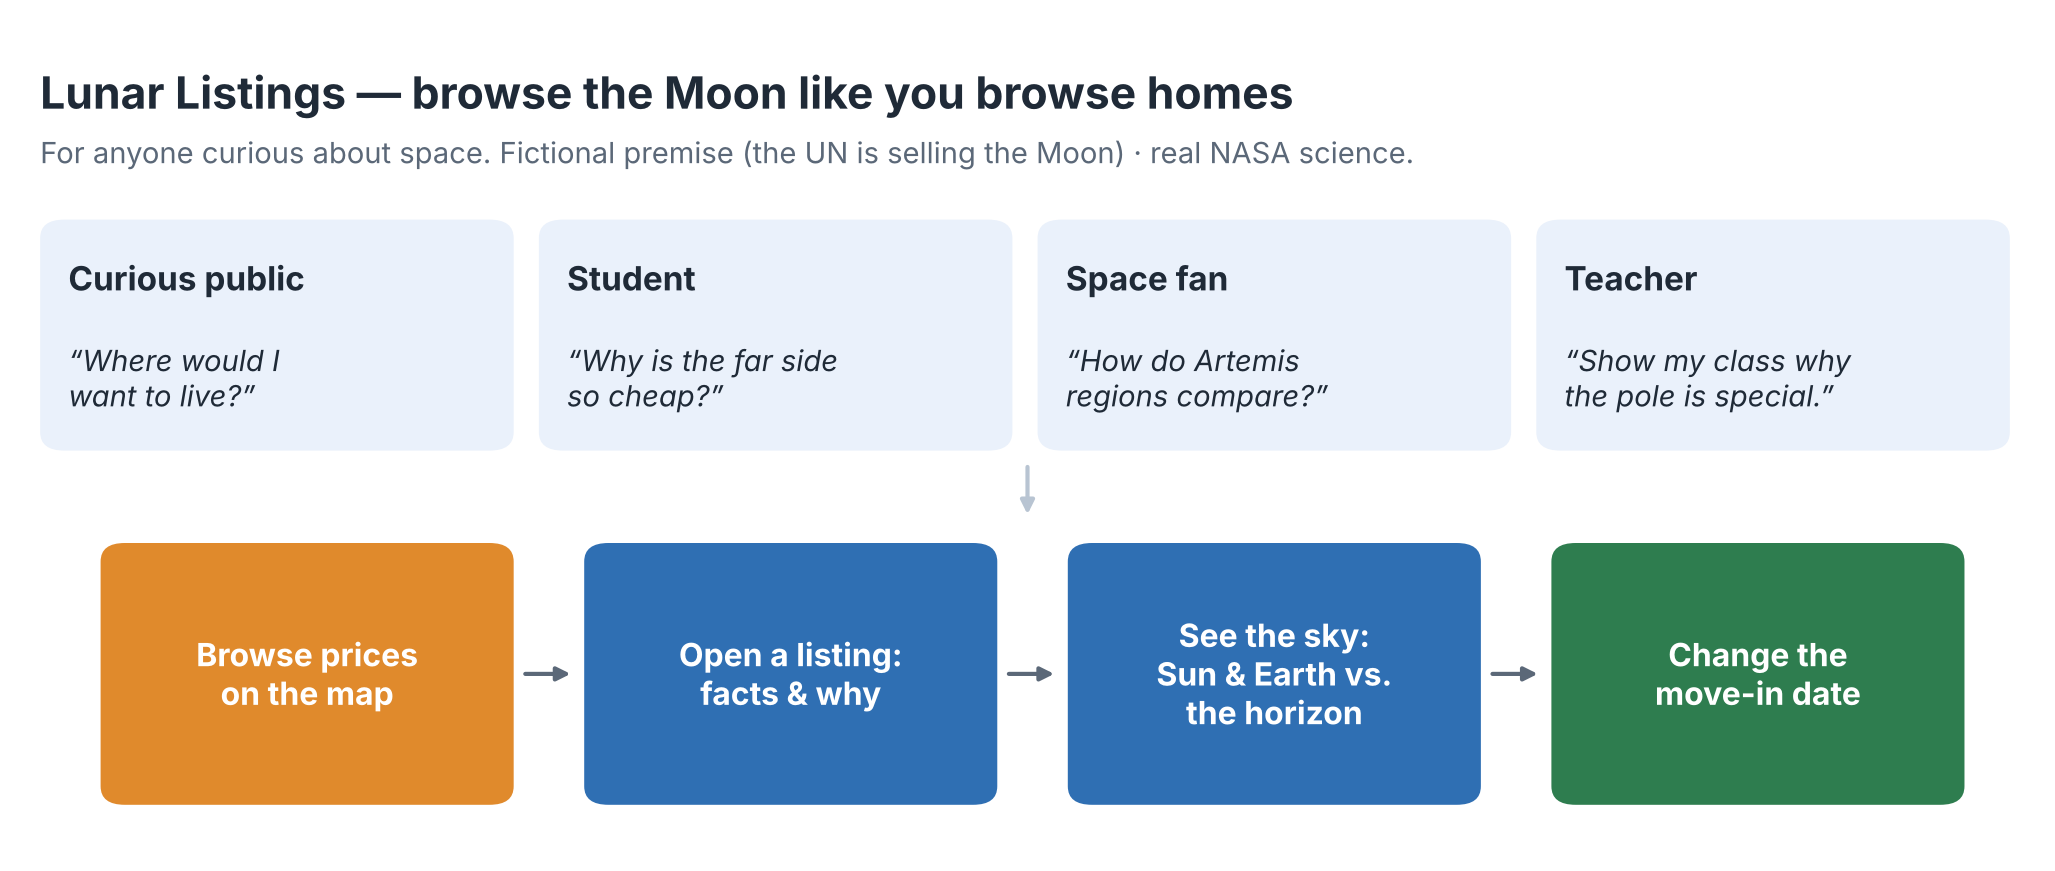 Lunar Listings — browse the Moon like you browse homes
For anyone curious about space. Fictional premise (the UN is selling the Moon) · real NASA science.
Curious public
“Where would I
want to live?”
Student
“Why is the far side
so cheap?”
Space fan
“How do Artemis
regions compare?”
Teacher
“Show my class why
the pole is special.”
Browse prices
on the map
Open a listing:
facts & why
See the sky:
Sun & Earth vs.
the horizon
Change the
move-in date